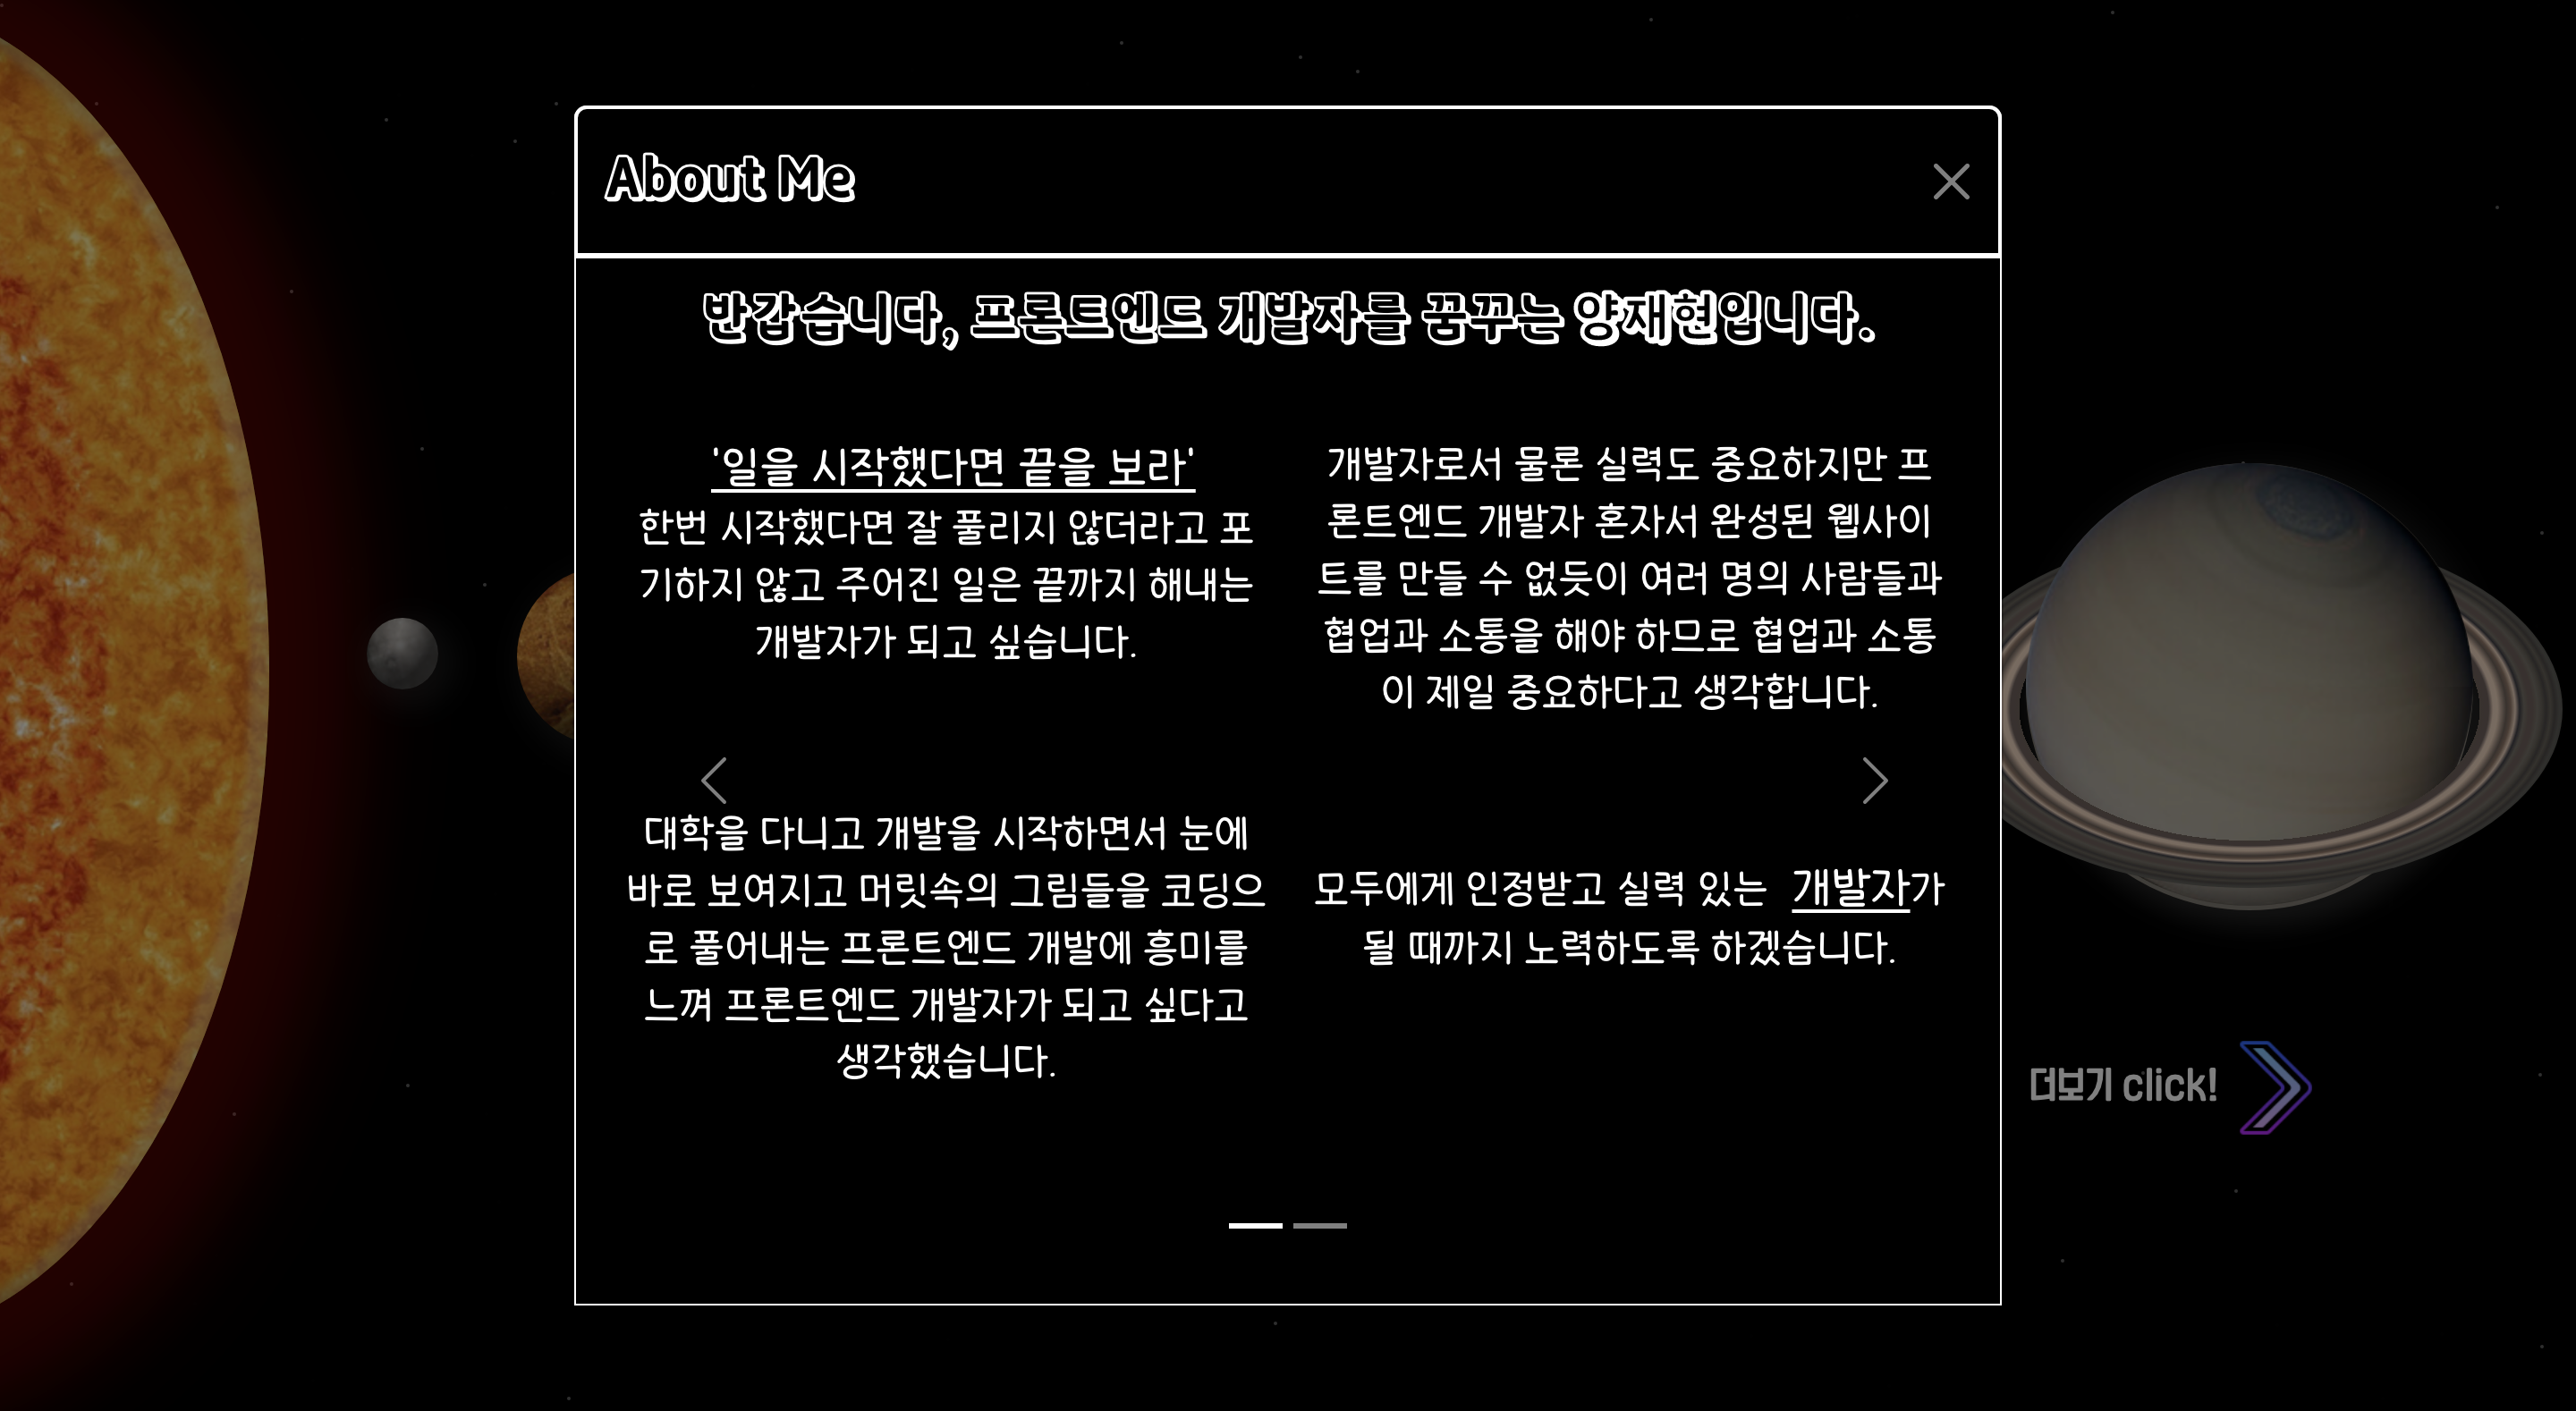 About Me
반갑습니다, 프론트엔드 개발자를 꿈꾸는 양재현입니다.
'일을 시작했다면 끝을 보라'
한번 시작했다면 잘 풀리지 않더라고 포
기하지 않고 주어진 일은 끝까지 해내는
개발자가 되고 싶습니다.
개발자로서 물론 실력도 중요하지만 프
론트엔드 개발자 혼자서 완성된 웹사이
트를 만들 수 없듯이 여러 명의 사람들과
협업과 소통을 해야 하므로 협업과 소통
이 제일 중요하다고 생각합니다.
대학을 다니고 개발을 시작하면서 눈에
바로 보여지고 머릿속의 그림들을 코딩으
로 풀어내는 프론트엔드 개발에 흥미를
느껴 프론트엔드 개발자가 되고 싶다고
생각했습니다.
모두에게 인정받고 실력 있는 개발자가
될 때까지 노력하도록 하겠습니다.
더보기 click!